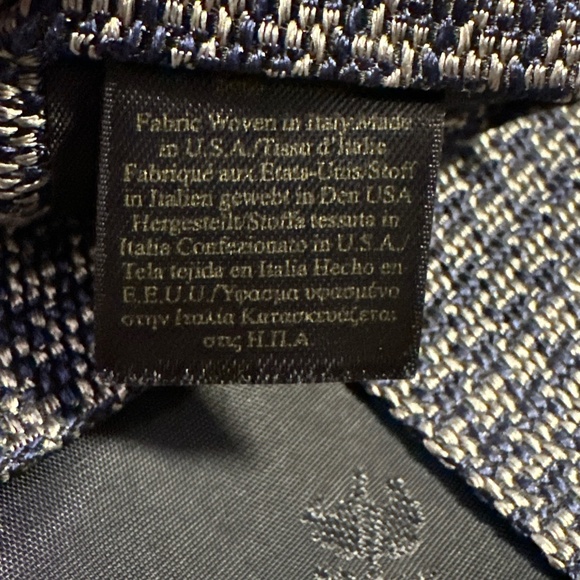 Fabric Woven in Italy/Made
in U.S.A./Tissu d'Italie
Fabriqué aux Etats-Unis/Stoff
in Italien gewebt in Den USA
Hergestellt/Stoffa tessuta in
Italia Confezionato in U.S.A./
Tela tejida en Italia Hecho en
E.E.U.U./Υφασμα υφασμένο
στην Ιταλία Κατασκευάζεται
στις Η.Π.Α